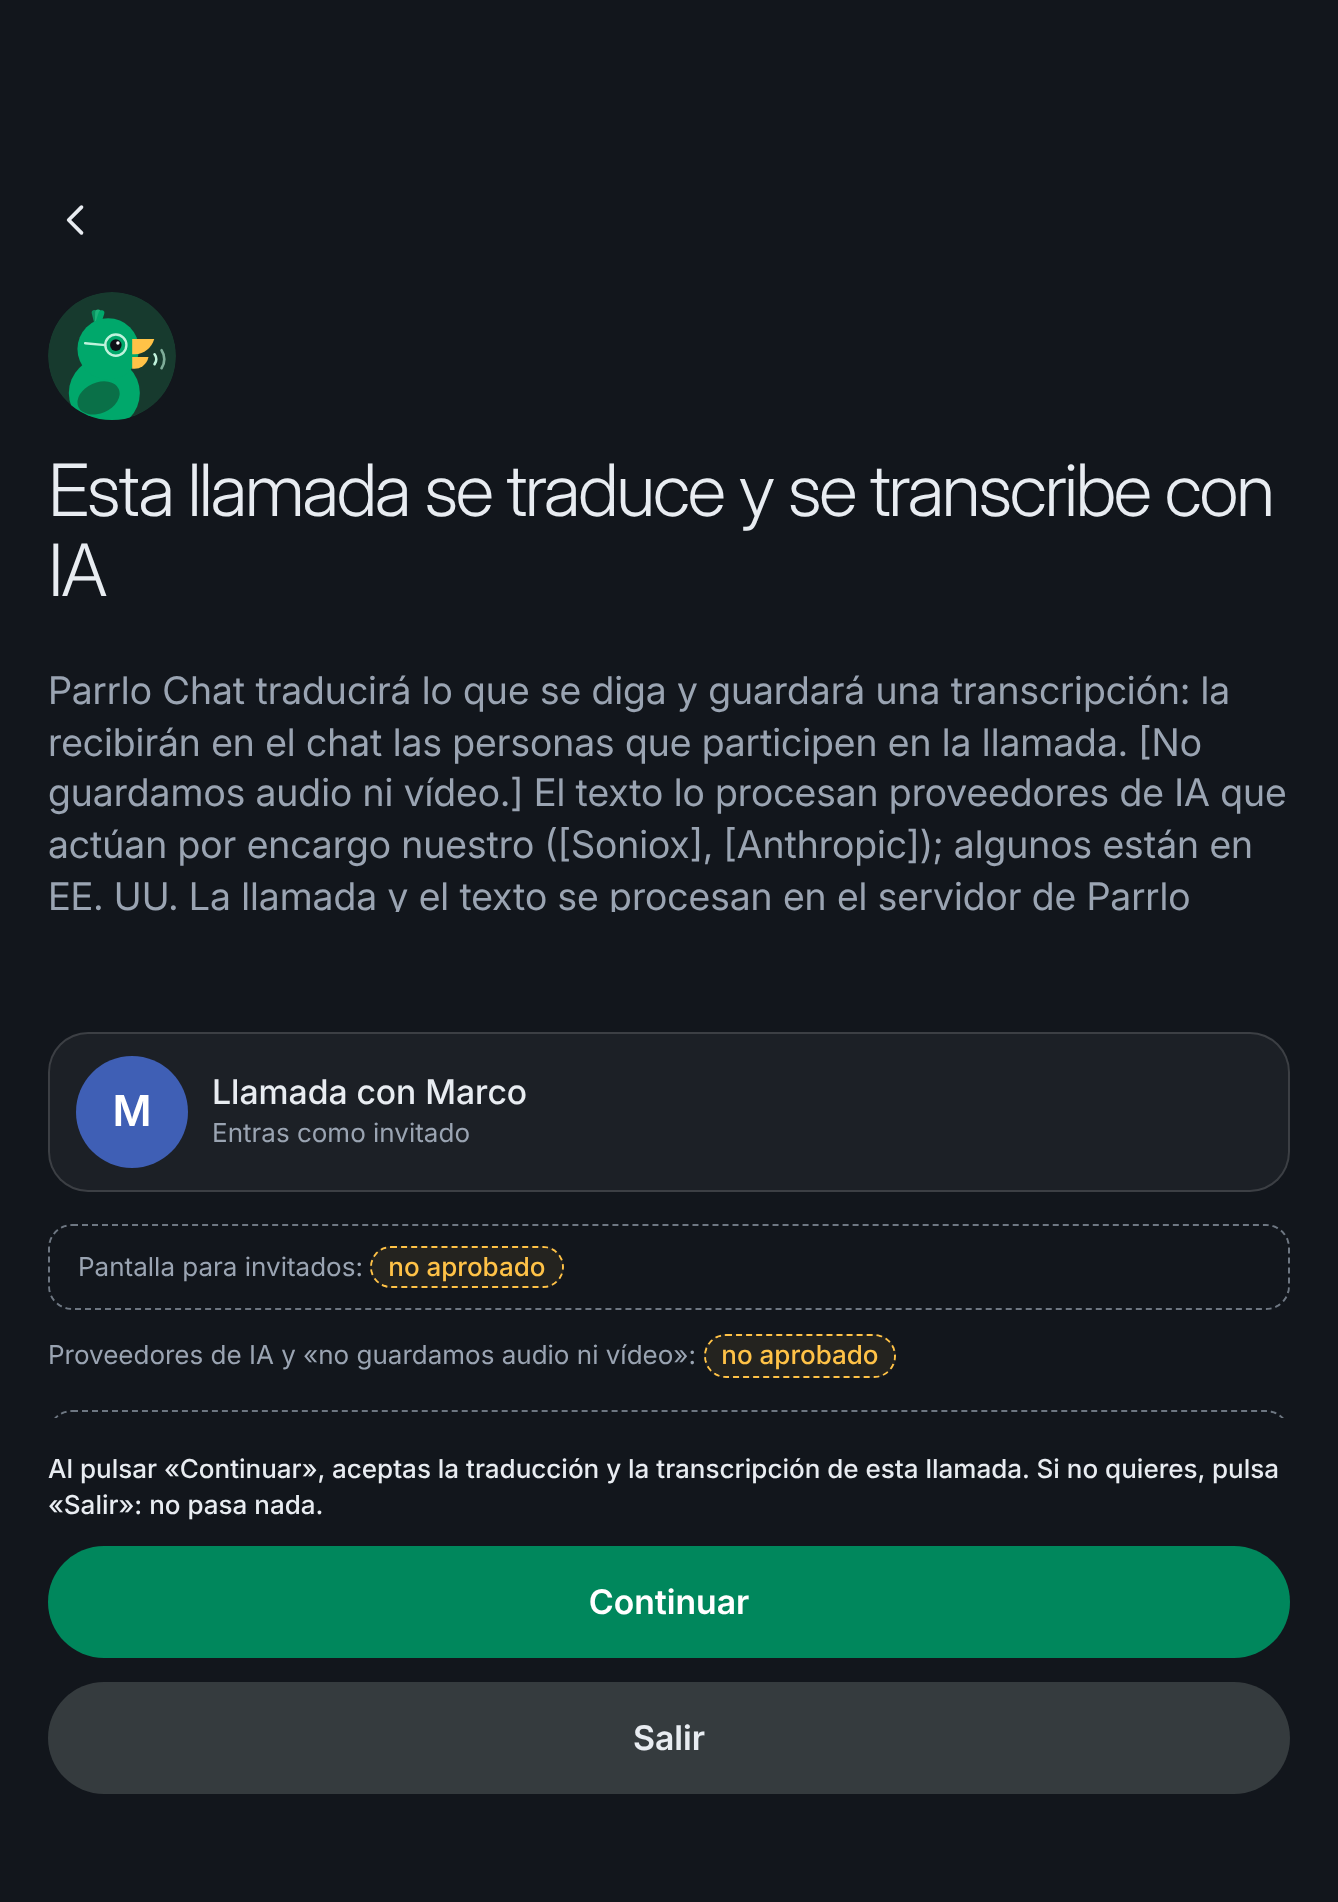 Esta llamada se traduce y se transcribe con
IA
Parrlo Chat traducirá lo que se diga y guardará una transcripción: la
recibirán en el chat las personas que participen en la llamada. [No
guardamos audio ni vídeo.] El texto lo procesan proveedores de IA que
actúan por encargo nuestro ([Soniox], [Anthropic]); algunos están en
EE. UU. La llamada y el texto se procesan en el servidor de Parrlo
M
Llamada con Marco
Entras como invitado
Pantalla para invitados: no aprobado
Proveedores de IA y «no guardamos audio ni vídeo»: no aprobado
Al pulsar «Continuar», aceptas la traducción y la transcripción de esta llamada. Si no quieres, pulsa
«Salir»: no pasa nada.
Continuar
Salir